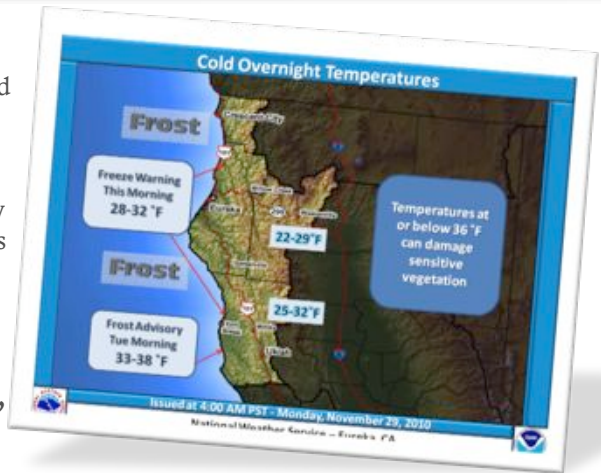 Cold Overnight Temperatures
Frost
Crescent City
Freeze Warning
This Morning
28-32 °F
Willow Creek
Eureka
22-29°F
Temperatures at
or below 36 °F
can damage
sensitive
vegetation
Frost
25-32°F
Frost Advisory
Tue Morning
33-38 °F
Ukiah
Issued at 4:00 AM PST - Monday, November 29, 2010
National Weather Service – Eureka, CA